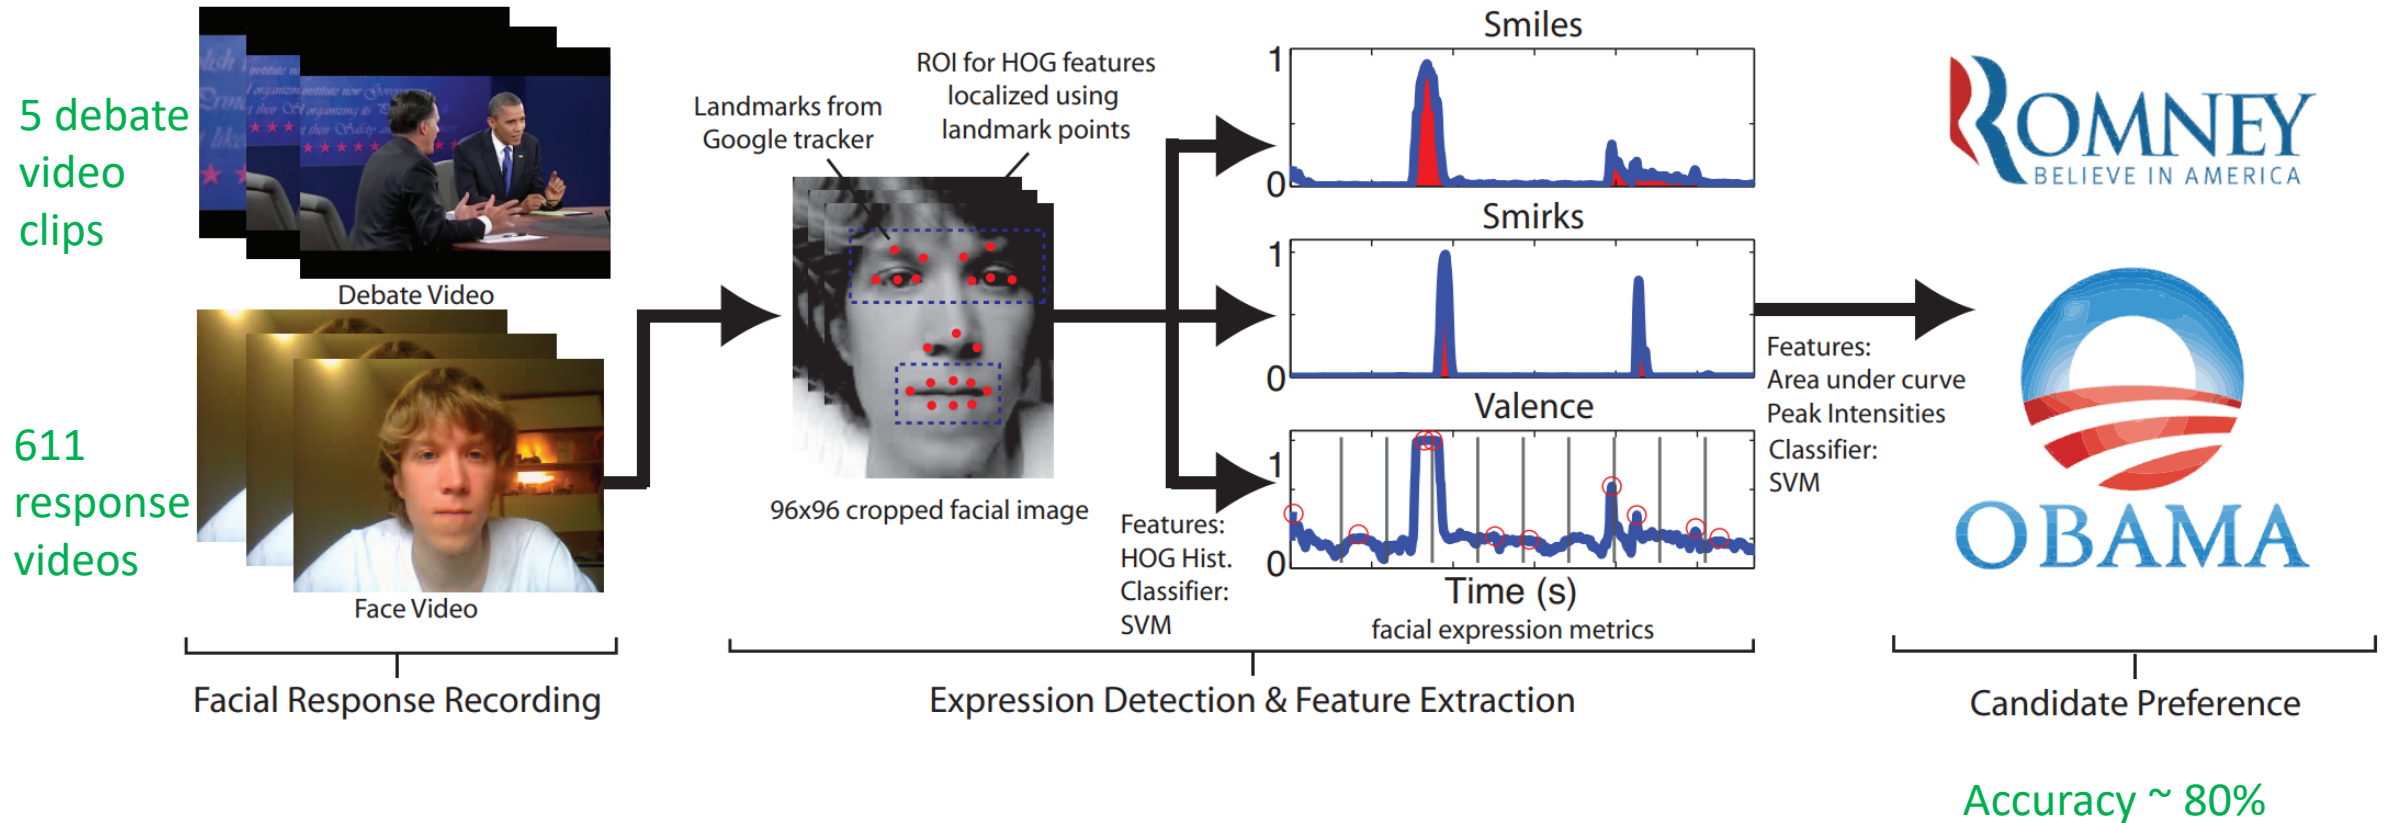 5 debate
video
clips
Debate Video
611
response
videos
Face Video
Facial Response Recording
Landmarks from
Google tracker
ROI for HOG features
localized using
landmark points
96x96 cropped facial image
Features:
HOG Hist.
Classifier:
SVM
Smiles
1
0
Smirks
1
0
Valence
1
0
Time (s)
facial expression metrics
Expression Detection & Feature Extraction
Features:
Area under curve
Peak Intensities
Classifier:
SVM
ROMNEY
BELIEVE IN AMERICA
OBAMA
Candidate Preference
Accuracy ~ 80%